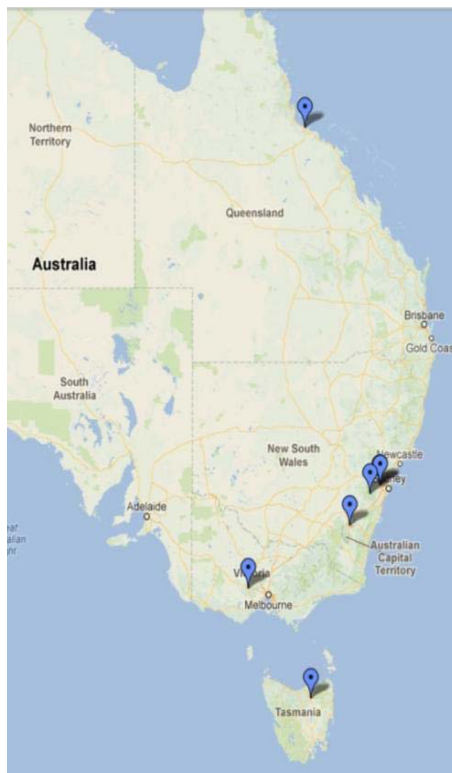 Northern
Territory
Queensland
Australia
Brisbane
Gold Coas
South
Australia
New South
Wales
Newcastle
Adelaide
Australian
Capital
Territory
Melbourne
Tasmania